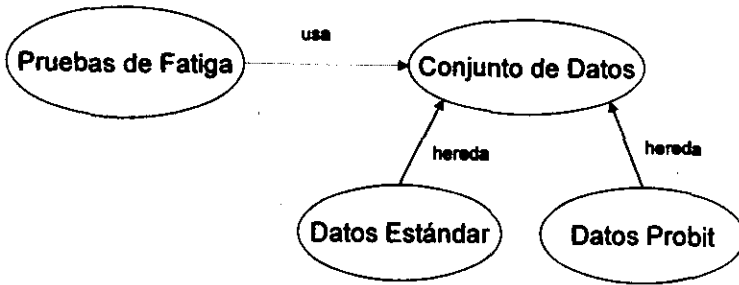 usa
Pruebas de Fatiga
Conjunto de Datos
hereda
hereda
Datos Estándar
Datos Probit